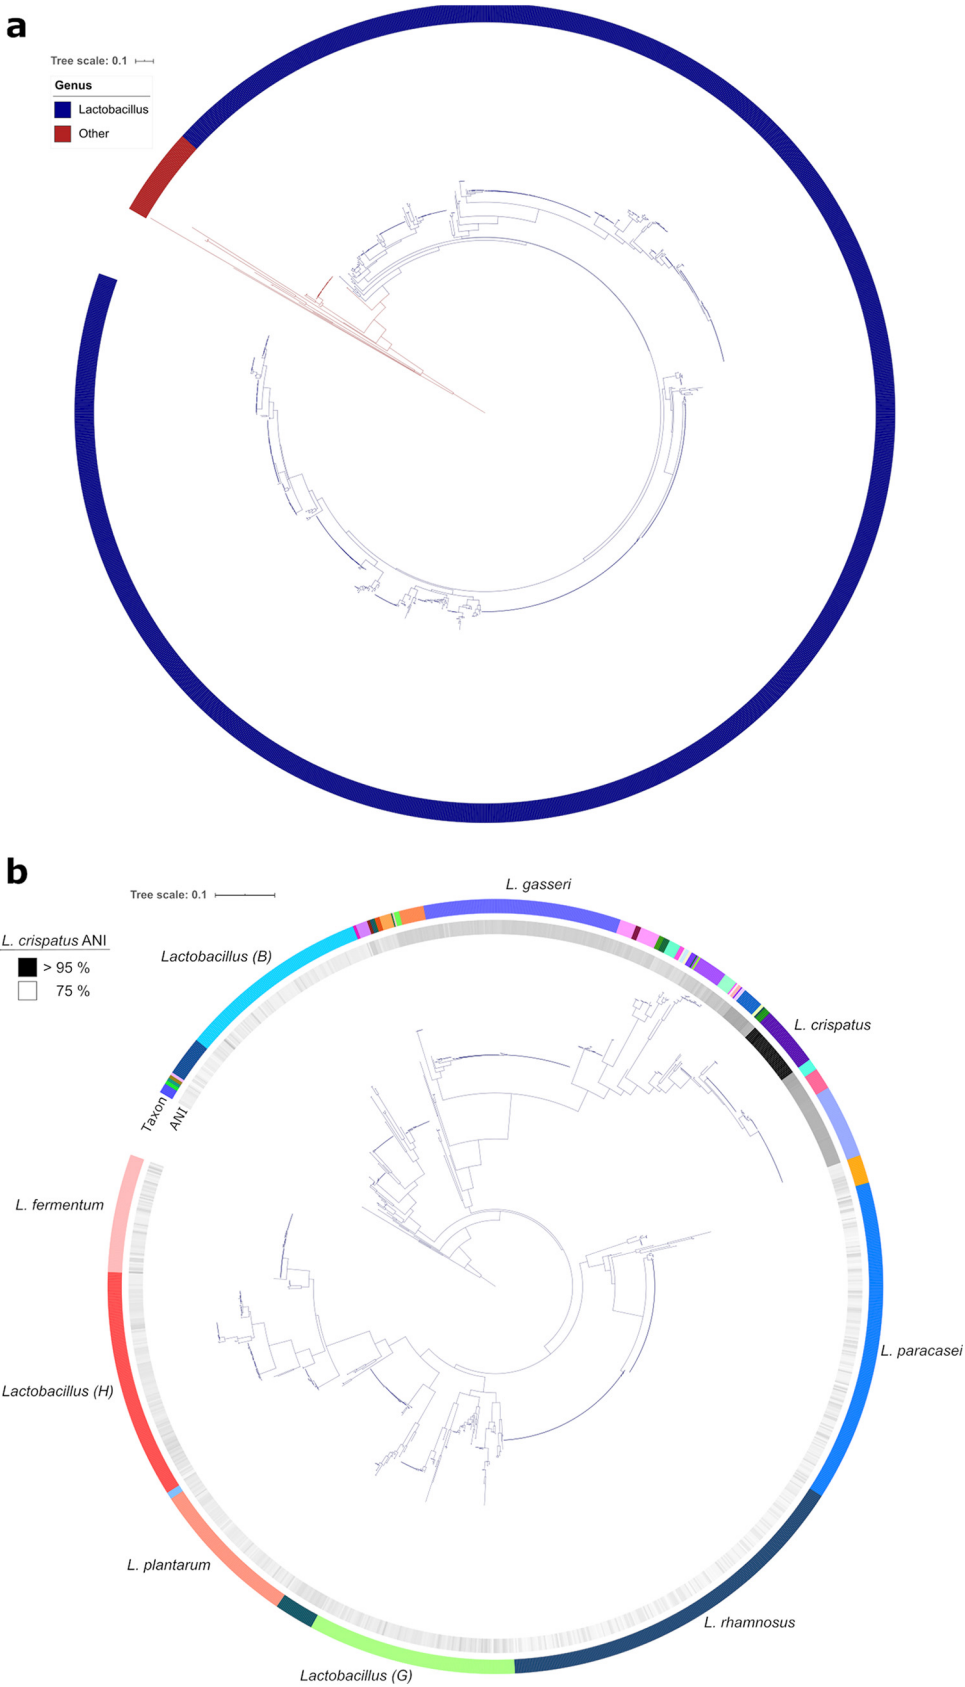 a
Tree scale: 0.1
Genus
Lactobacillus
Other
b
Tree scale: 0.1
L. gasseri
L. crispatus ANI
> 95 %
75 %
Lactobacillus (B)
L. crispatus
Taxon
ANI
L. fermentum
L. paracasei
Lactobacillus (H)
L. plantarum
L. rhamnosus
Lactobacillus (G)